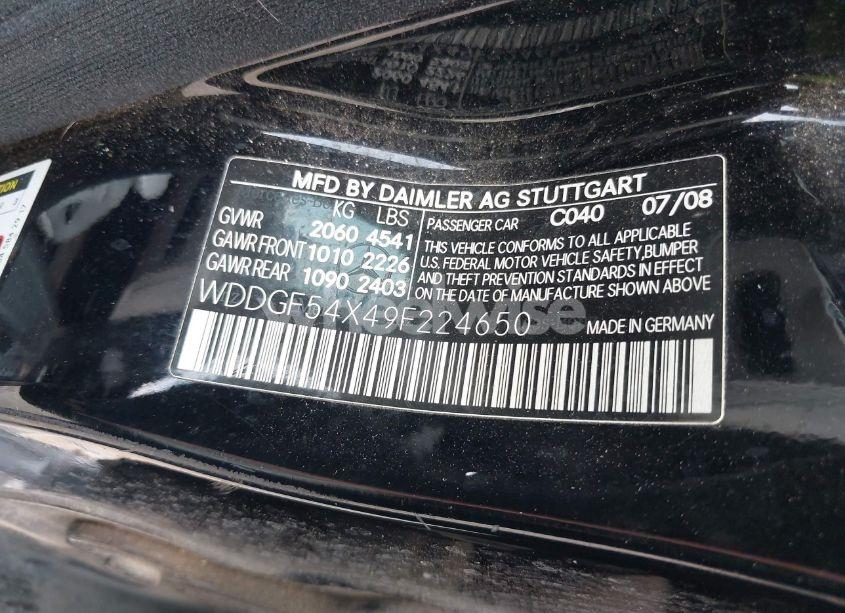 MFD BY DAIMLER AG STUTTGART
KG LBS
GVWR 2060 4541
GAWR FRONT 1010 2226
GAWR REAR 1090 2403
PASSENGER CAR C040 07/08
THIS VEHICLE CONFORMS TO ALL APPLICABLE
U.S. FEDERAL MOTOR VEHICLE SAFETY, BUMPER
AND THEFT PREVENTION STANDARDS IN EFFECT
ON THE DATE OF MANUFACTURE SHOWN ABOVE
WDDGF54X49F224650
MADE IN GERMANY